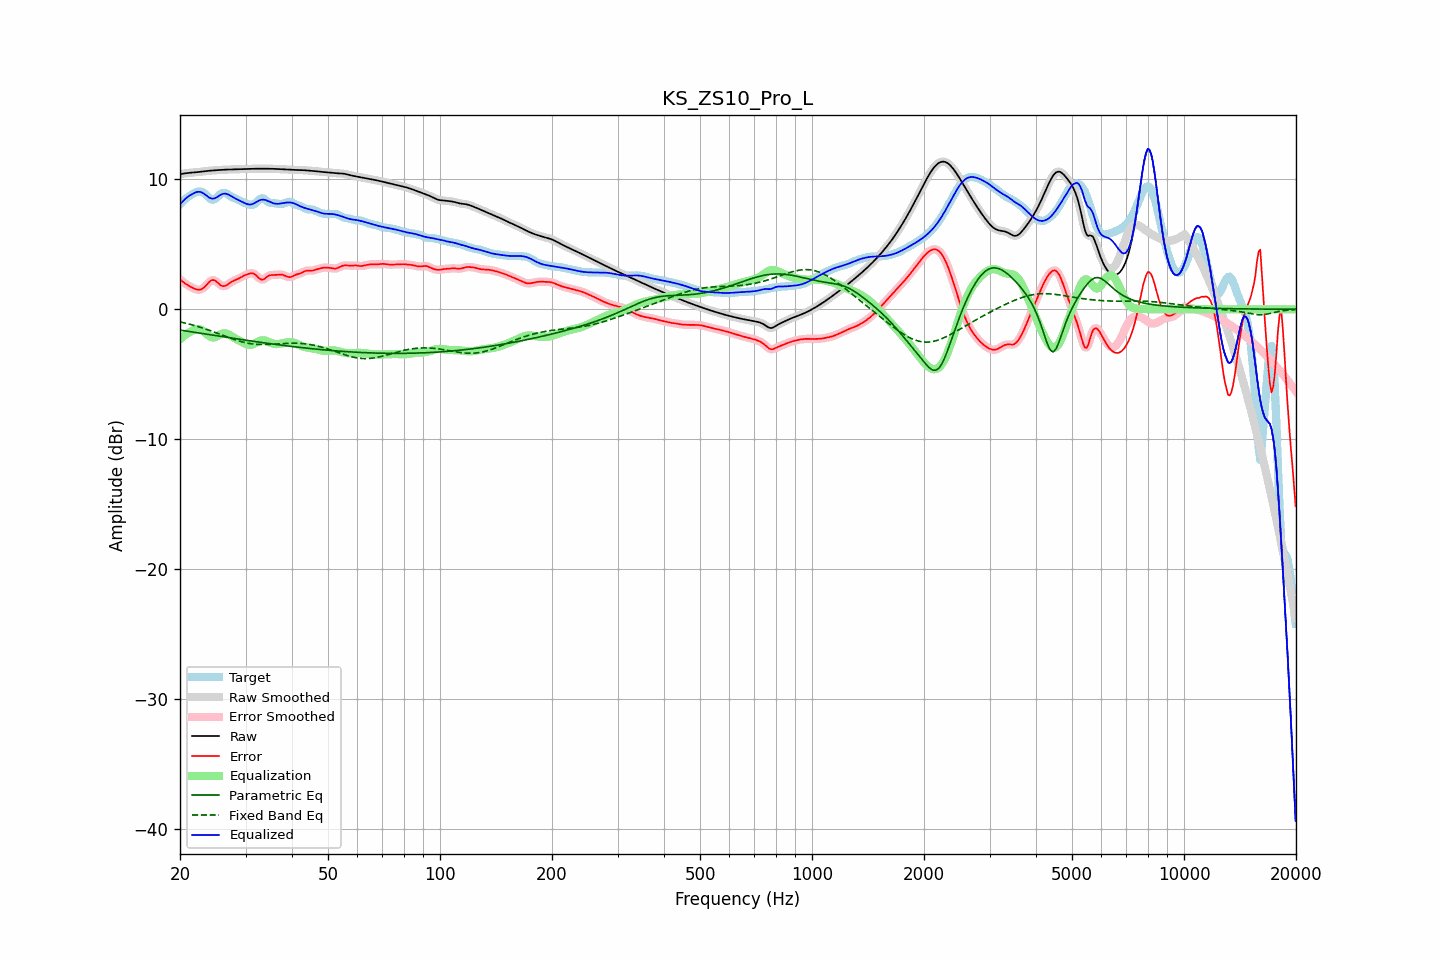 KS_ZS10_Pro_L
Amplitude (dBr)
10
0
−10
−20
−30
−40
Target
Raw Smoothed
Error Smoothed
Raw
Error
Equalization
Parametric Eq
Fixed Band Eq
Equalized
20 50 100 200 500 1000 2000 5000 10000 20000
Frequency (Hz)